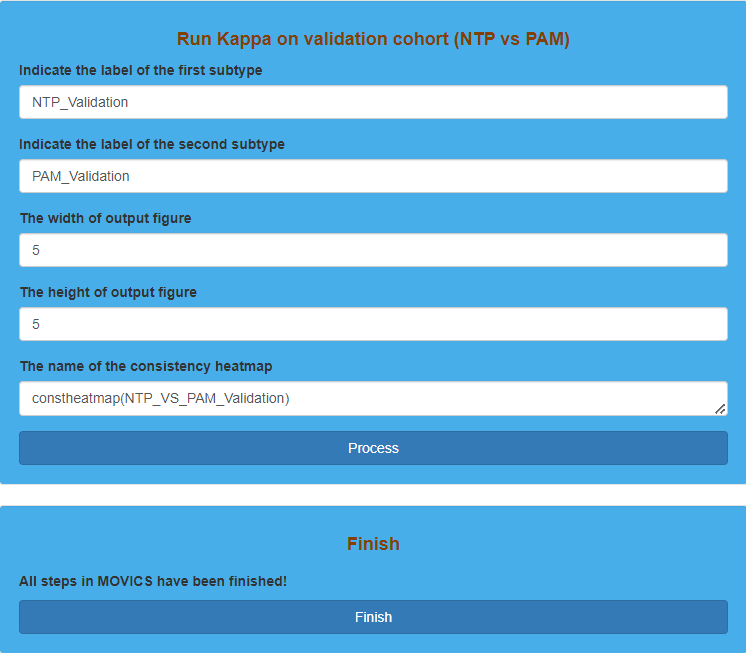 Run Kappa on validation cohort (NTP vs PAM)
Indicate the label of the first subtype
NTP_Validation
Indicate the label of the second subtype
PAM_Validation
The width of output figure
5
The height of output figure
5
The name of the consistency heatmap
constheatmap(NTP_VS_PAM_Validation)
Process
Finish
All steps in MOVICS have been finished!
Finish